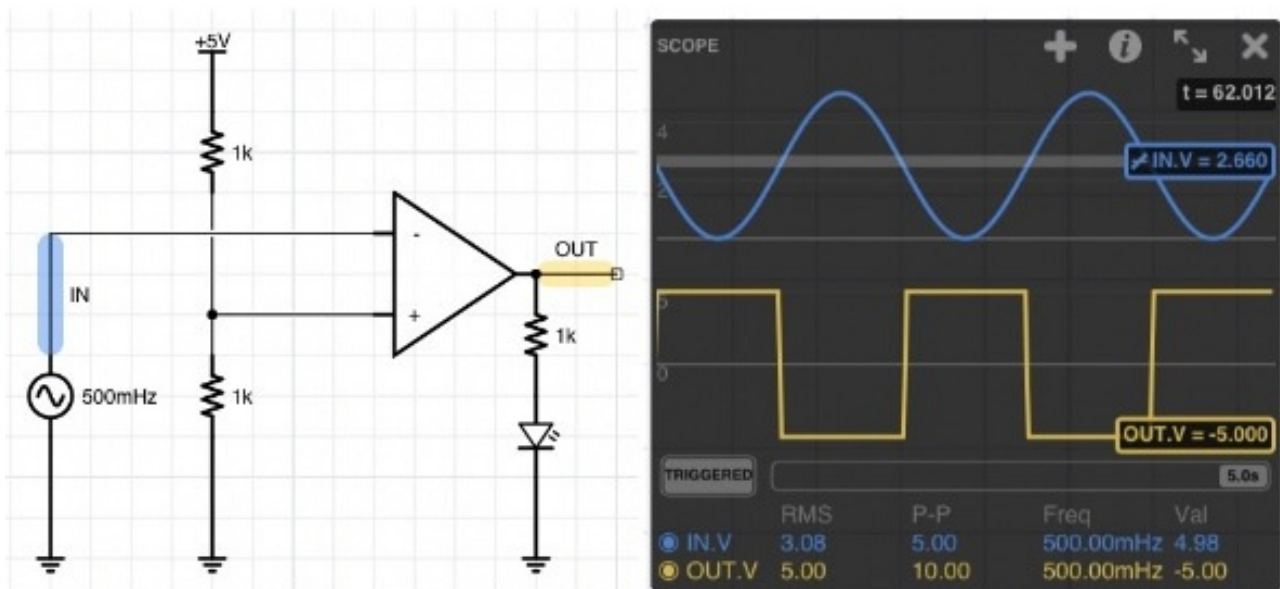 +5V
1k
-
IN
OUT
+
1k
500mHz
1k
SCOPE
t = 62.012
4
IN.V = 2.660
2
5
0
OUT.V = -5.000
TRIGGERED
5.0s
RMS P-P Freq Val
IN.V 3.08 5.00 500.00mHz 4.98
OUT.V 5.00 10.00 500.00mHz -5.00